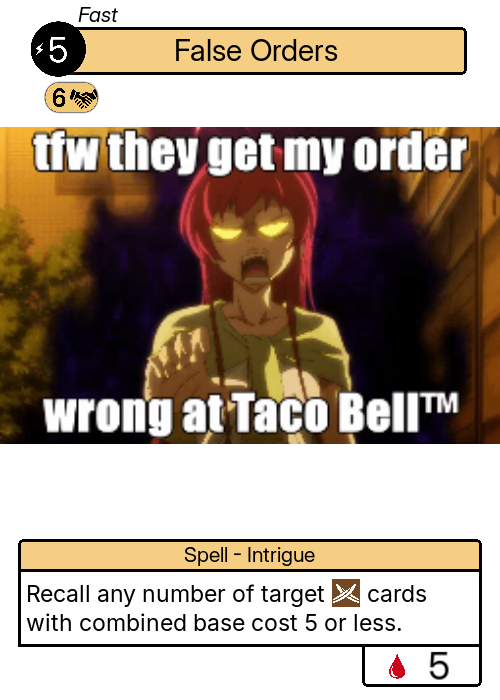 Fast
5
False Orders
6
tfw they get my order
wrong at Taco Bell™
Spell - Intrigue
Recall any number of target cards
with combined base cost 5 or less.
5